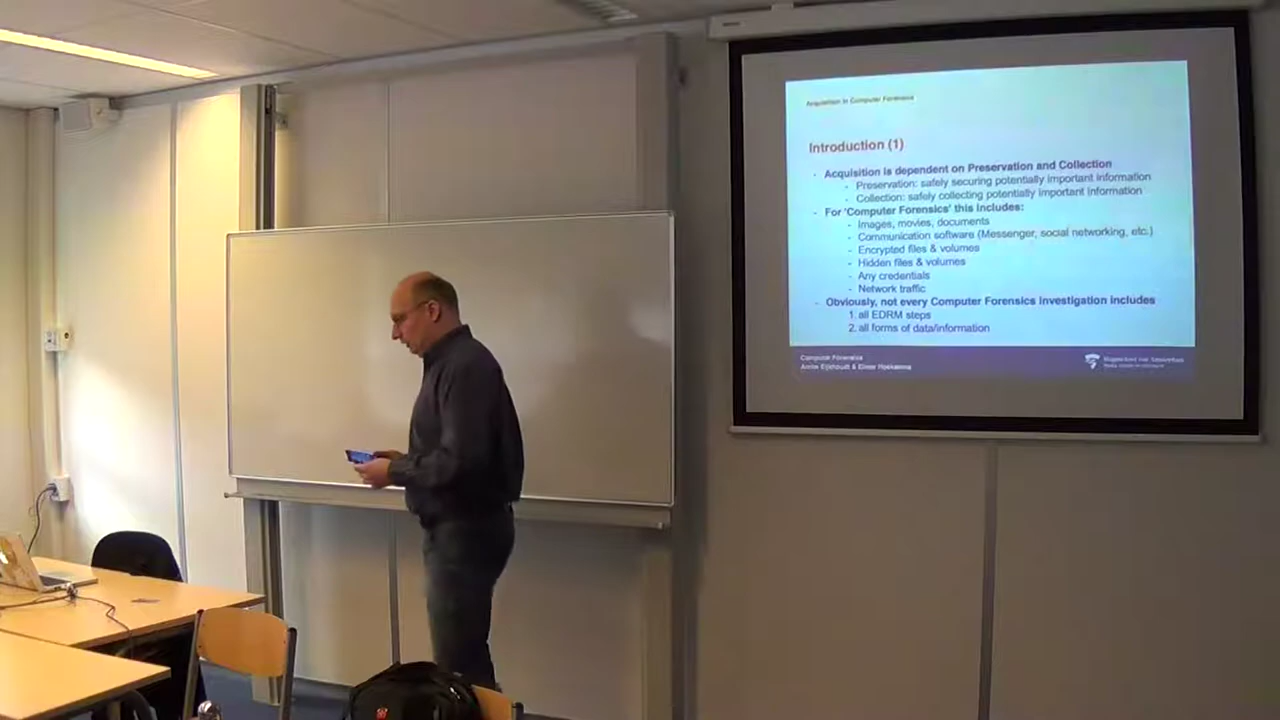 Acquisition in Computer Forensics
Introduction (1)
- Acquisition is dependent on Preservation and Collection
- Preservation: safely securing potentially important information
- Collection: safely collecting potentially important information
- For 'Computer Forensics' this includes:
- Images, movies, documents
- Communication software (Messenger, social networking, etc.)
- Encrypted files & volumes
- Hidden files & volumes
- Any credentials
- Network traffic
- Obviously, not every Computer Forensics investigation includes
1. all EDRM steps
2. all forms of data/information
Computer Forensics
Arnim Eijkhoudt &